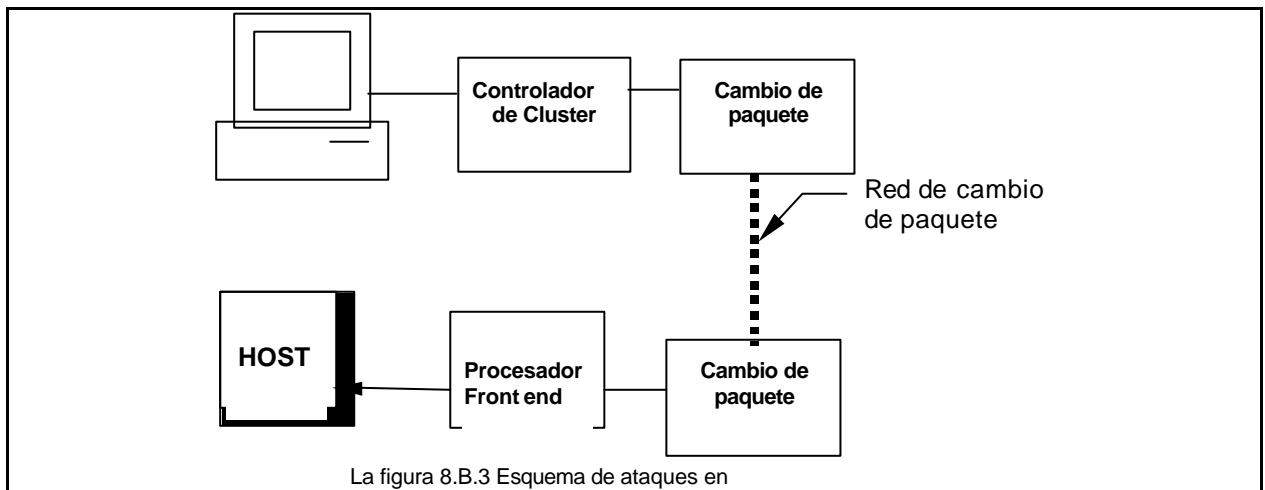 Controlador
de Cluster
Cambio de
paquete
Red de cambio
de paquete
HOST
Procesador
Front end
Cambio de
paquete
La figura 8.B.3 Esquema de ataques en